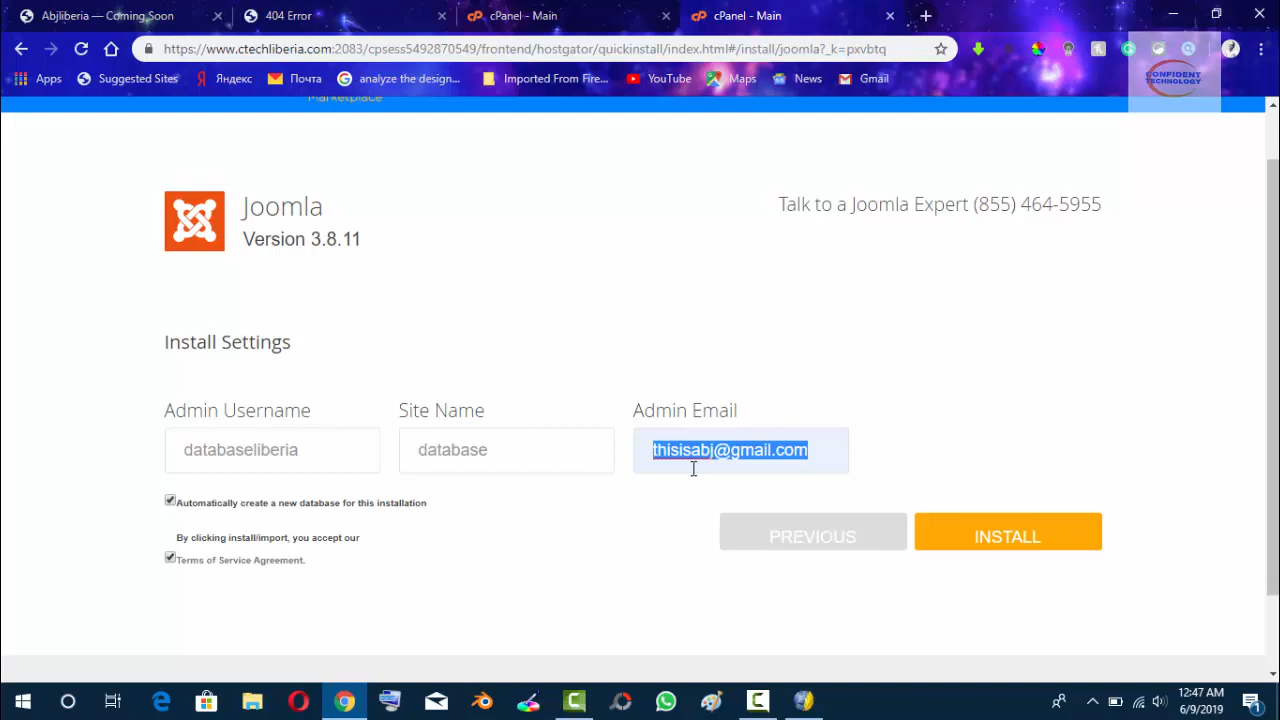 Abjliberia — Coming Soon
404 Error
cPanel - Main
cPanel - Main
https://www.ctechliberia.com:2083/cpsess5492870549/frontend/hostgator/quickinstall/index.html#/install/joomla?_k=pxvbtq
Apps
Suggested Sites
Яндекс
Почта
analyze the design...
Imported From Fire...
YouTube
Maps
News
Gmail
CONFIDENT
TECHNOLOGY
Marketplace
Joomla
Version 3.8.11
Talk to a Joomla Expert (855) 464-5955
Install Settings
Admin Username
Site Name
Admin Email
databaseliberia
database
thisisabj@gmail.com
Automatically create a new database for this installation
By clicking install/import, you accept our
Terms of Service Agreement.
PREVIOUS
INSTALL
12:47 AM
6/9/2019